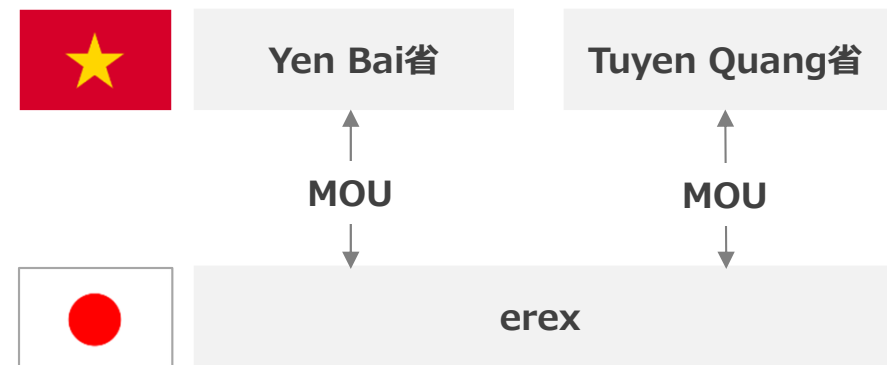 Yen Bai省
Tuyen Quang省
MOU
MOU
erex